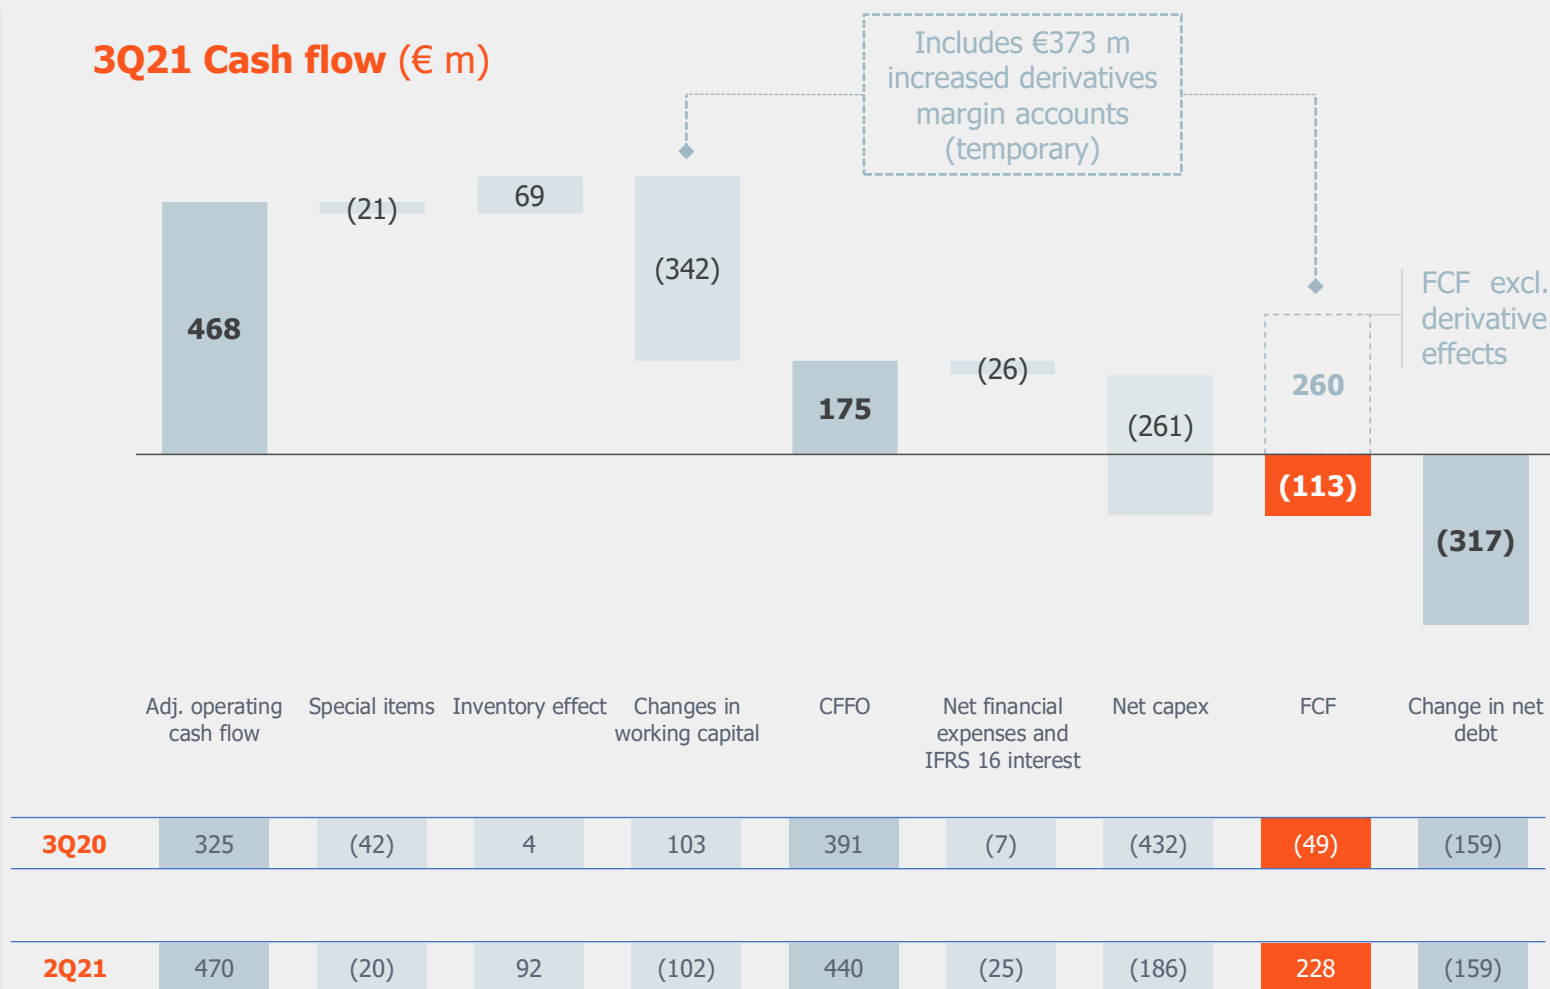 3Q21 Cash flow (€ m)
Includes €373 m
increased derivatives
margin accounts
(temporary)
468
(21)
69
(342)
175
(26)
(261)
260
(113)
(317)
FCF excl.
derivative
effects
Adj. operating
cash flow
Special items
Inventory effect
Changes in
working capital
CFFO
Net financial
expenses and
IFRS 16 interest
Net capex
FCF
Change in net
debt
3Q20 325 (42) 4 103 391 (7) (432) (49) (159)
2Q21 470 (20) 92 (102) 440 (25) (186) 228 (159)